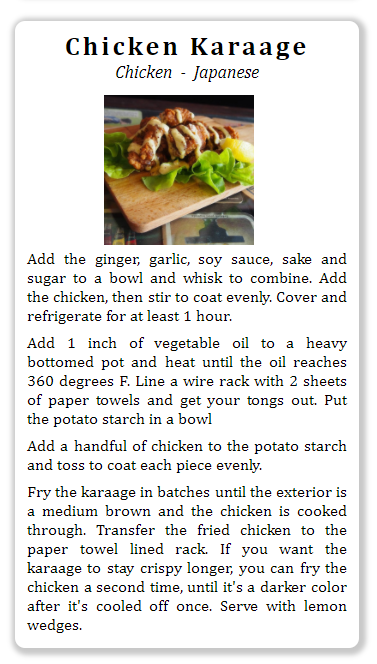 Chicken Karaage
Chicken - Japanese
Add the ginger, garlic, soy sauce, sake and
sugar to a bowl and whisk to combine. Add
the chicken, then stir to coat evenly. Cover and
refrigerate for at least 1 hour.
Add 1 inch of vegetable oil to a heavy
bottomed pot and heat until the oil reaches
360 degrees F. Line a wire rack with 2 sheets
of paper towels and get your tongs out. Put
the potato starch in a bowl
Add a handful of chicken to the potato starch
and toss to coat each piece evenly.
Fry the karaage in batches until the exterior is
a medium brown and the chicken is cooked
through. Transfer the fried chicken to the
paper towel lined rack. If you want the
karaage to stay crispy longer, you can fry the
chicken a second time, until it's a darker color
after it's cooled off once. Serve with lemon
wedges.